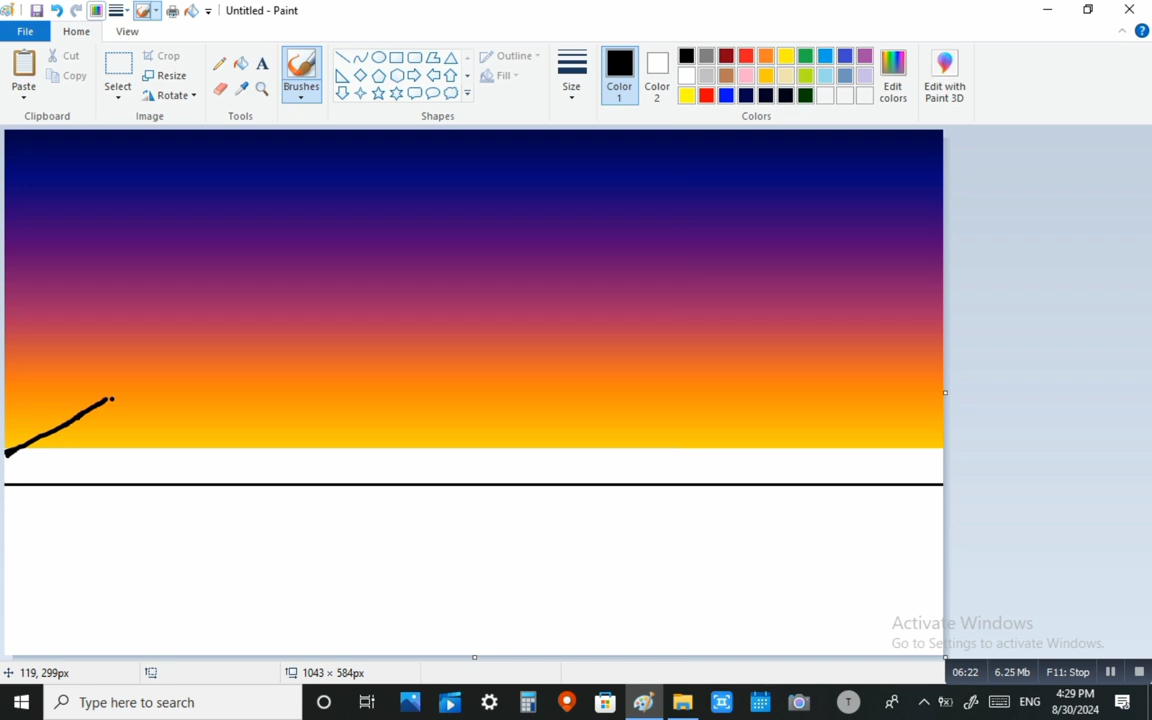 Untitled - Paint
File
Home
View
Paste
Cut
Copy
Clipboard
Select
Crop
Resize
Rotate
Image
Tools
Brushes
Shapes
Outline
Fill
Size
Color 1
Color 2
Colors
Edit colors
Edit with Paint 3D
Activate Windows
Go to Settings to activate Windows.
119, 299px
1043 × 584px
06:22
6.25 Mb
F11: Stop
Type here to search
T
ENG
4:29 PM
8/30/2024